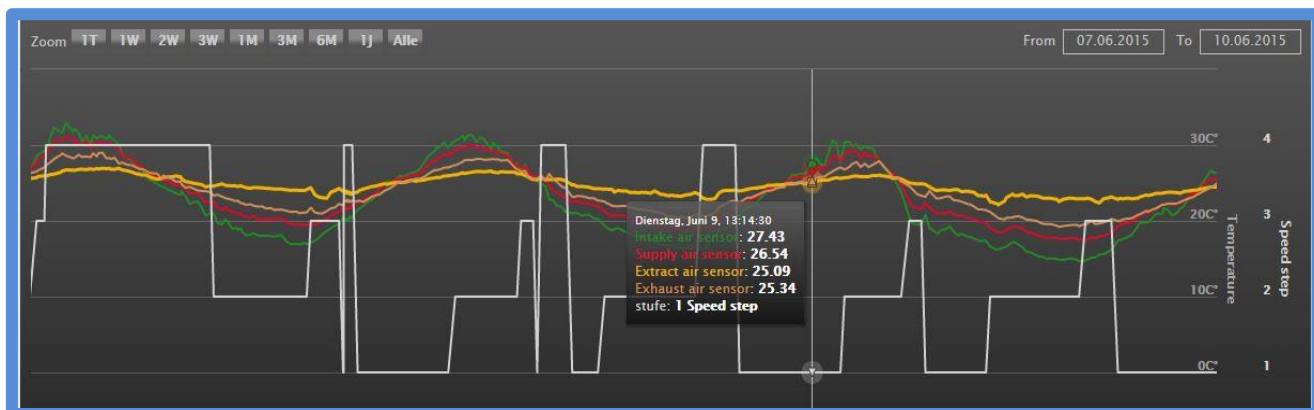 Zoom 1T 1W 2W 3W 1M 3M 6M 1J Alle
From 07.06.2015 To 10.06.2015
30C° 4
20C° 3
10C° 2
0C° 1
Temperature
Speed step
Dienstag, Juni 9, 13:14:30
Intake air sensor: 27.43
Supply air sensor: 26.54
Extract air sensor: 25.09
Exhaust air sensor: 25.34
stufe: 1 Speed step